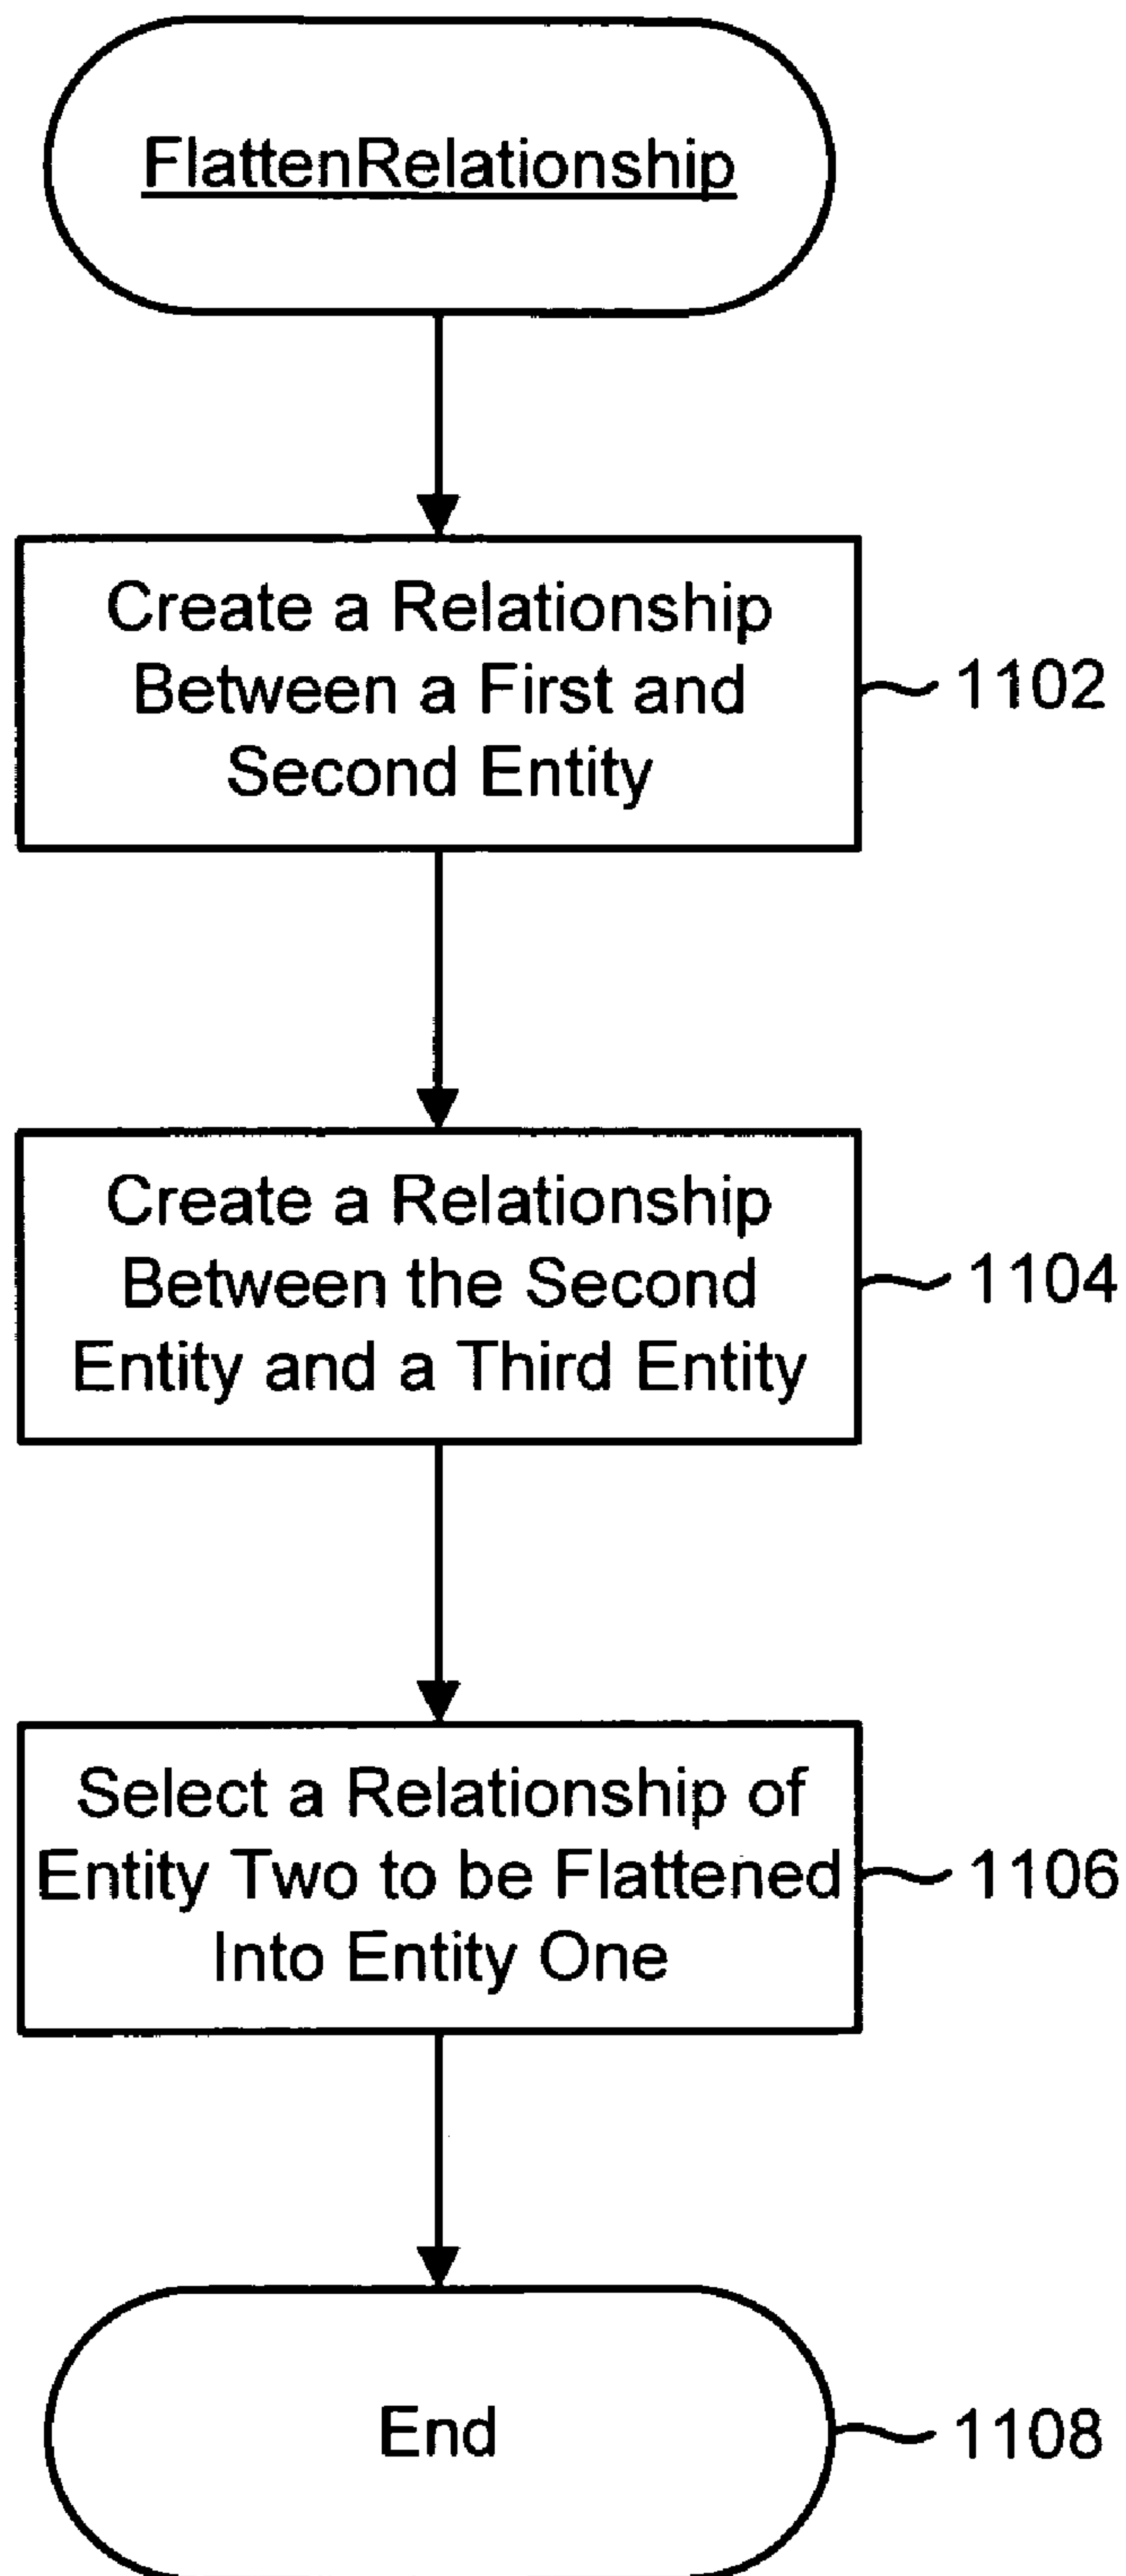 FlattenRelationship
Create a Relationship
Between a First and
Second Entity
1102
Create a Relationship
Between the Second
Entity and a Third Entity
1104
Select a Relationship of
Entity Two to be Flattened
Into Entity One
1106
End
1108